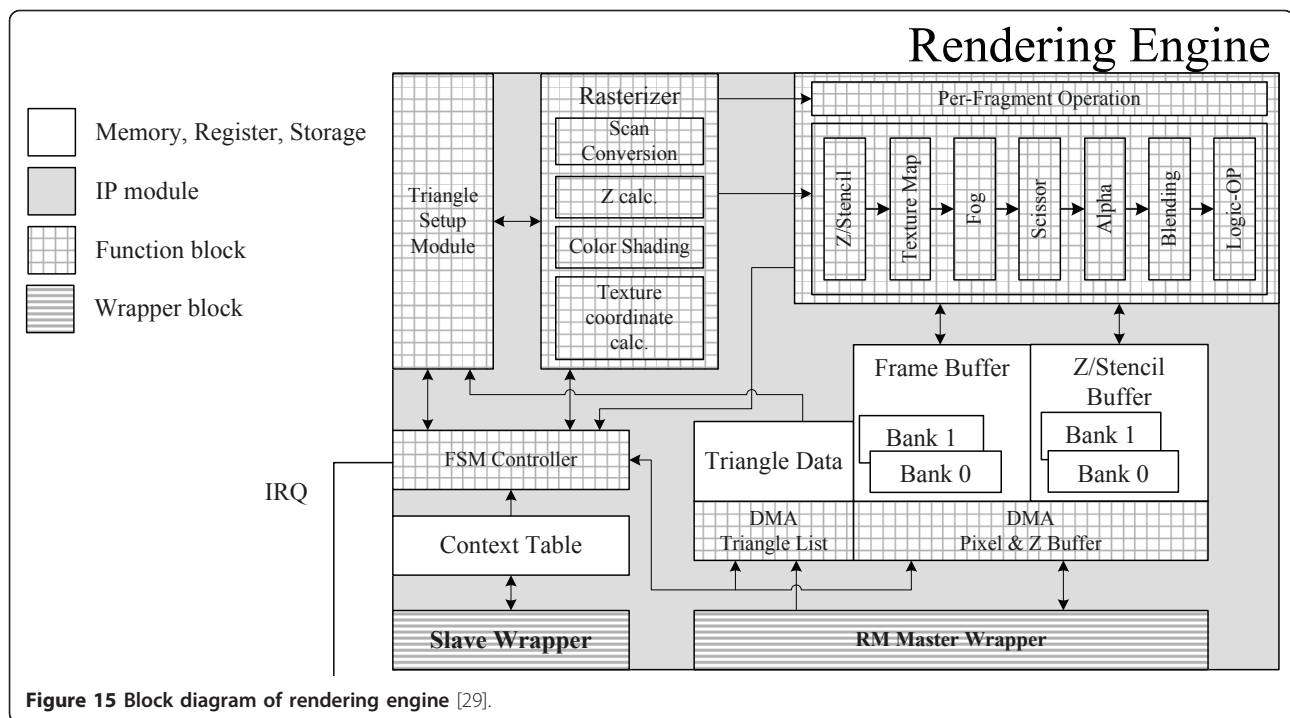 Rendering Engine
Memory, Register, Storage
IP module
Function block
Wrapper block
Triangle
Setup
Module
Rasterizer
Scan
Conversion
Z calc.
Color Shading
Texture
coordinate
calc.
Per-Fragment Operation
Z/Stencil
Texture Map
Fog
Scissor
Alpha
Blending
Logic-OP
Frame Buffer
Bank 1
Bank 0
Z/Stencil
Buffer
Bank 1
Bank 0
Triangle Data
FSM Controller
IRQ
Context Table
DMA
Triangle List
DMA
Pixel & Z Buffer
Slave Wrapper
RM Master Wrapper
Figure 15 Block diagram of rendering engine [29].